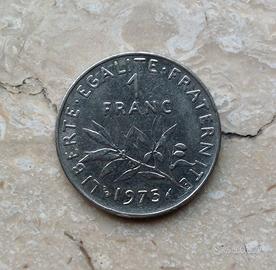 LIBERTE · EGALITE · FRATERNITE
1
FRANC
1975